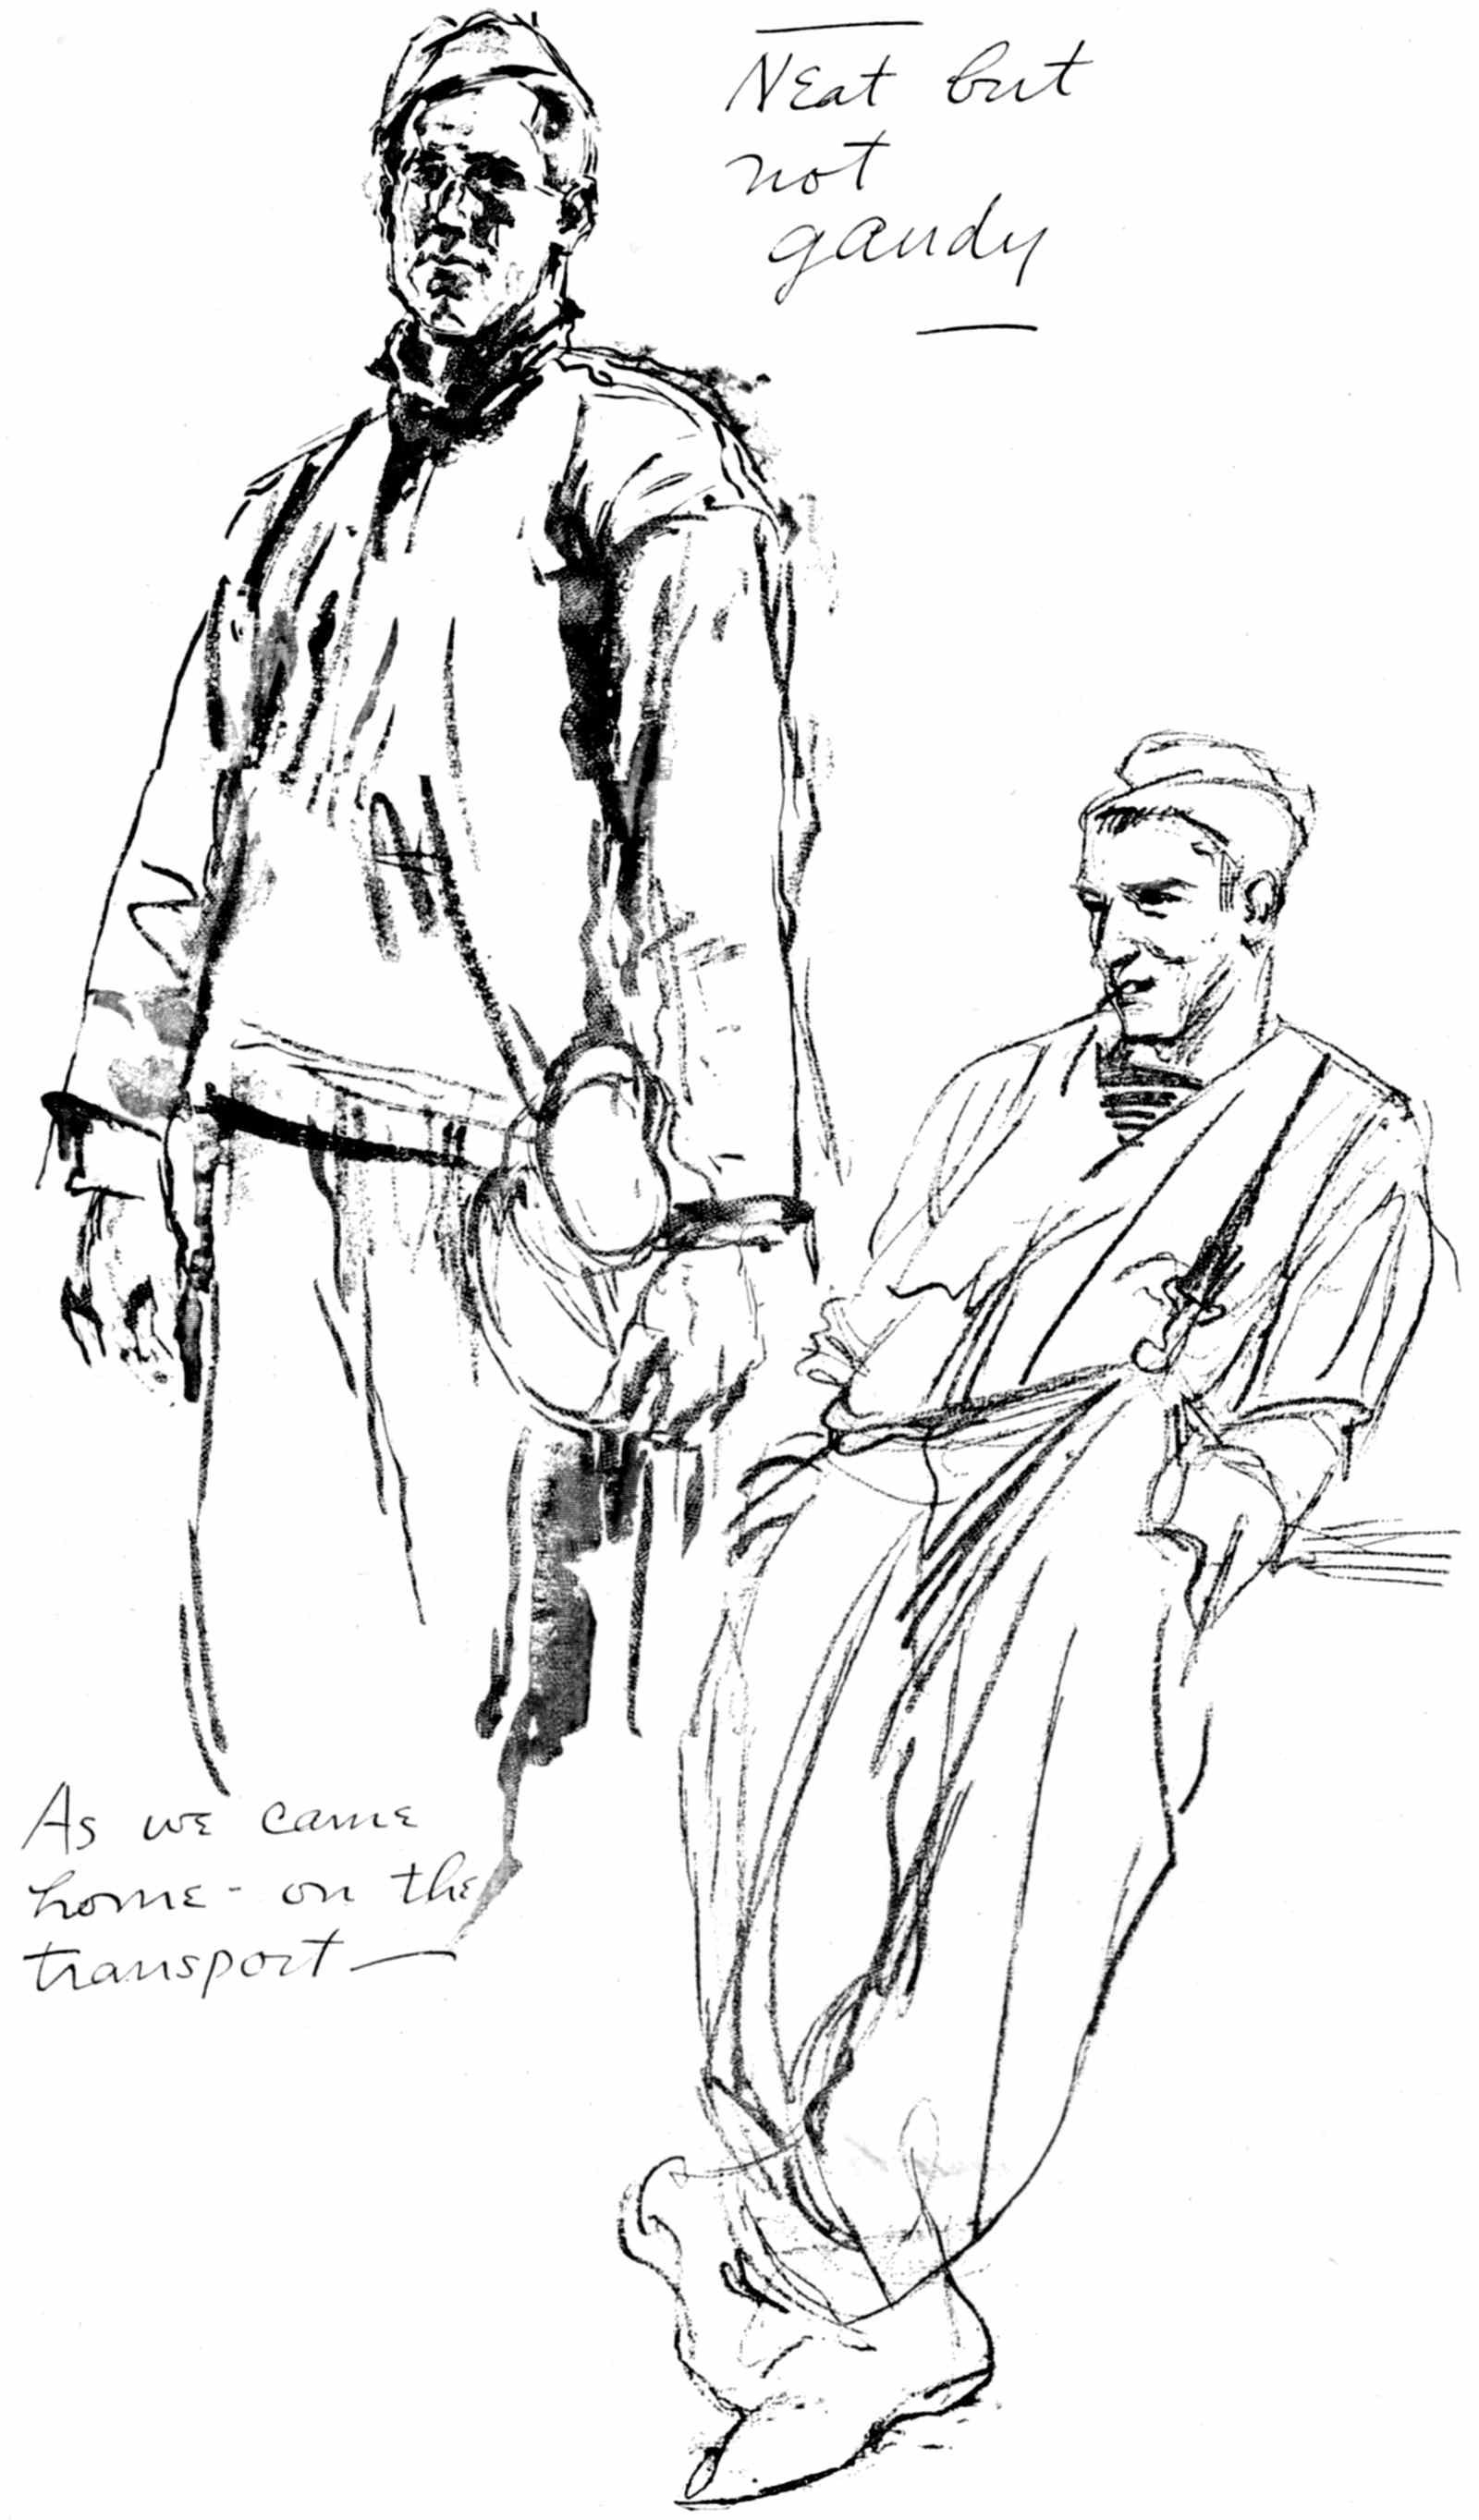 Neat but
not
gaudy
As we came
home - on the
transport —